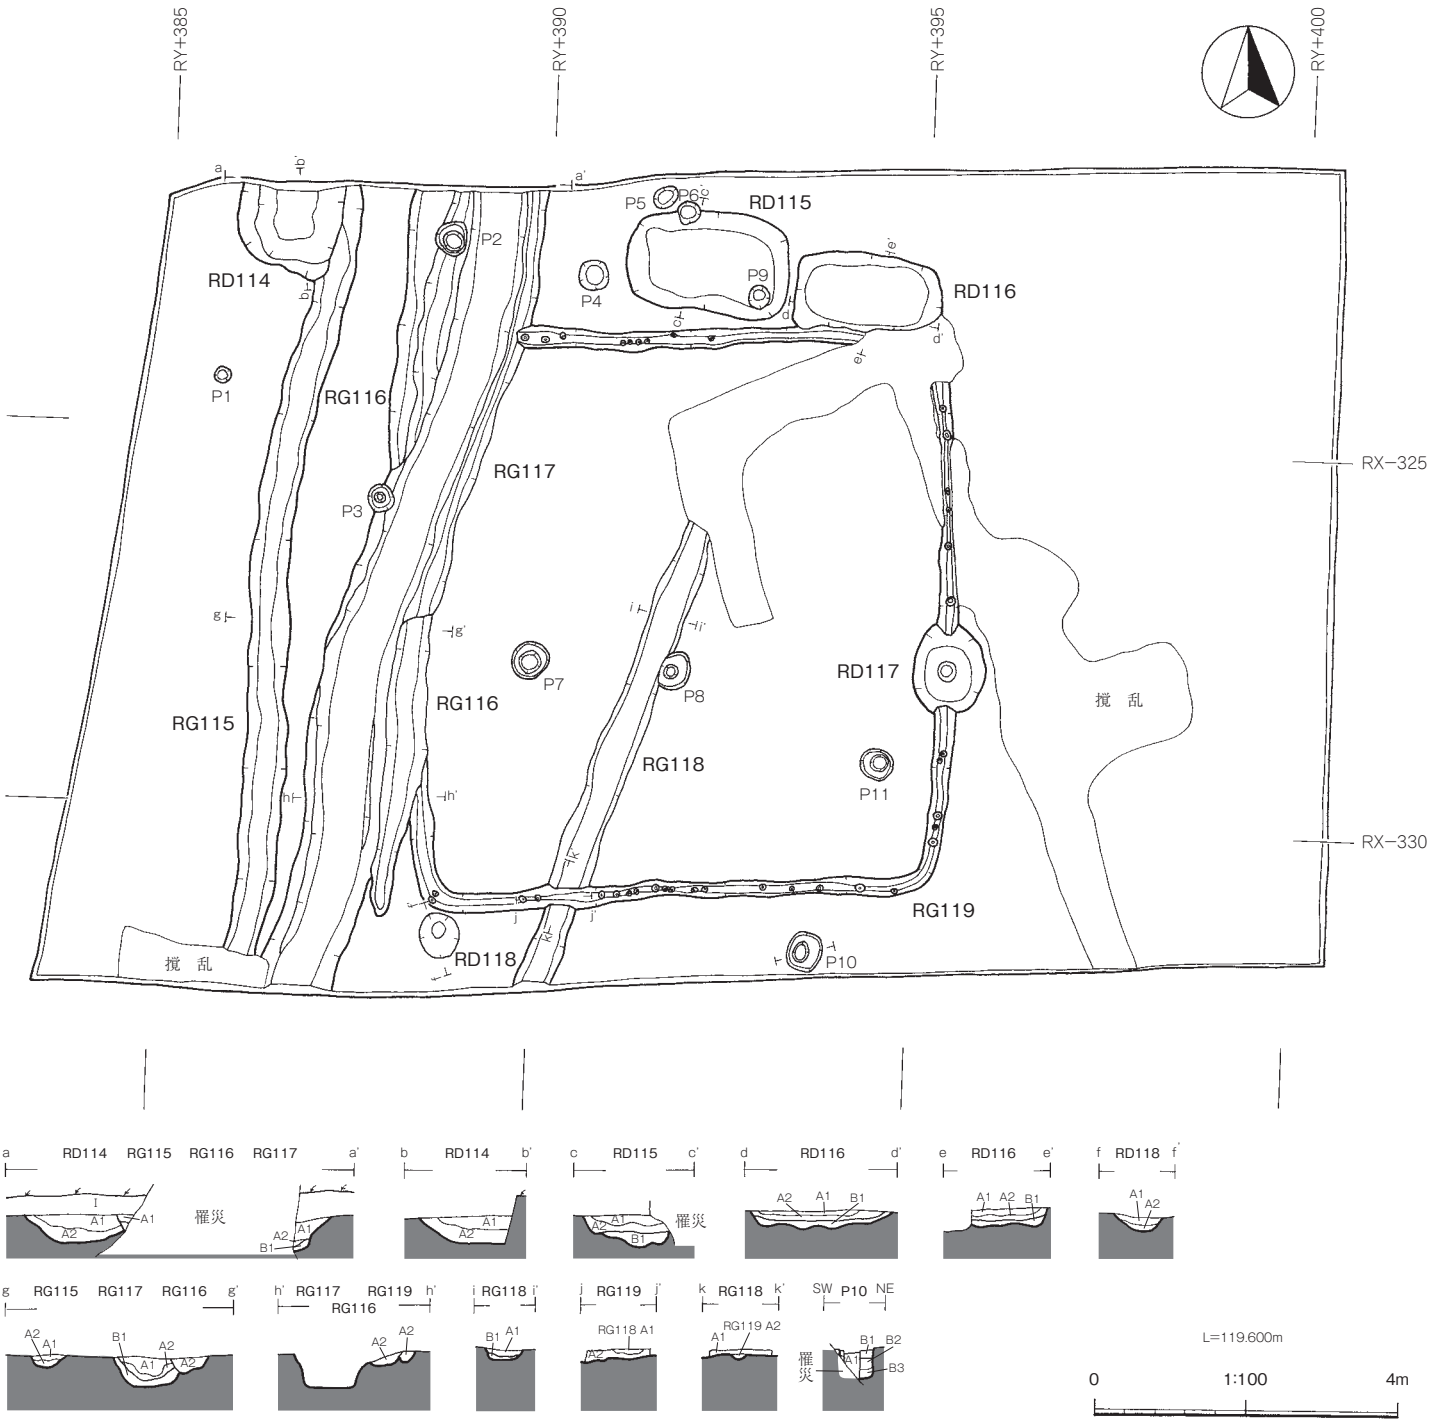 RY+385
RY+390
RY+395
RY+400
a
b'
a'
P5
P6
c'
RD115
P2
RD114
b
P4
P9
e'
RD116
d
c
d'
e
P1
RG116
RG117
RX−325
P3
g
g'
i
i'
P7
P8
RD117
RG116
RG115
攪 乱
RG118
P11
h
h'
RX−330
k
j
j'
RG119
k'
RD118
P10
攪 乱
a RD114 RG115 RG116 RG117 a'
I
A1
A1
A2
罹災
A1
A2
B1
b RD114 b'
A1
A2
c RD115 c'
A1
A2
B1
罹災
d RD116 d'
A2 A1 B1
e RD116 e'
A1 A2 B1
f RD118 f'
A1
A2
g RG115 RG117 RG116 g'
A2
A1
B1
A2
A1
A2
h' RG117 RG119 h'
RG116
A2
A2
i RG118 i'
B1 A1
j RG119 j'
RG118 A1
A2
k RG118 k'
A1 RG119 A2
SW P10 NE
罹災
A1
B1 B2
B3
L=119.600m
0 1:100 4m